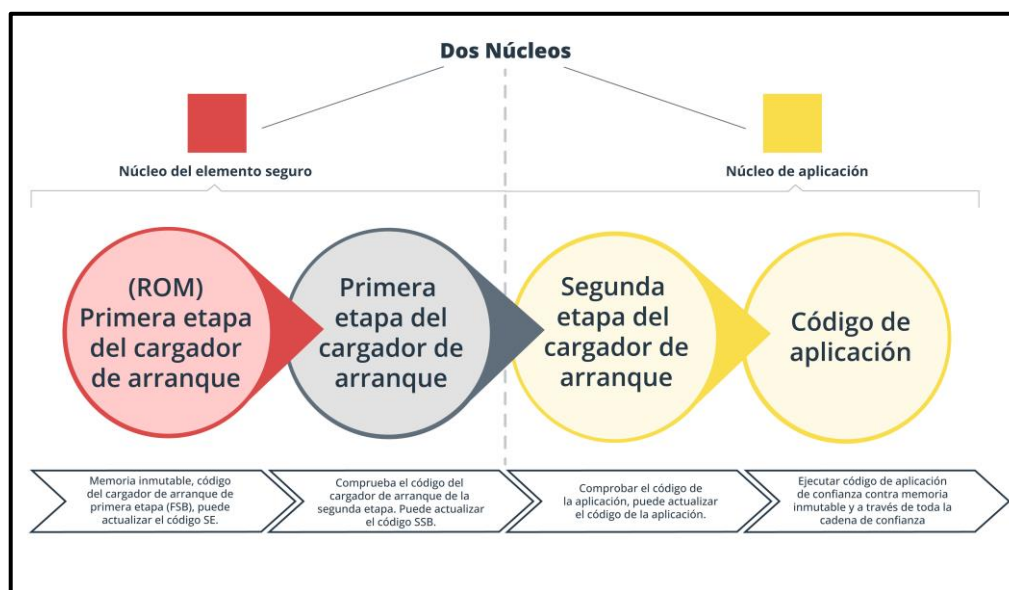 Dos Núcleos
Núcleo del elemento seguro
Núcleo de aplicación
(ROM)
Primera etapa
del cargador
de arranque
Primera
etapa del
cargador de
arranque
Segunda
etapa del
cargador de
arranque
Código de
aplicación
Memoria inmutable, código
del cargador de arranque de
primera etapa (FSB), puede
actualizar el código SE.
Comprueba el código del
cargador de arranque de la
segunda etapa. Puede actualizar
el código SSB.
Comprobar el código de
la aplicación, puede actualizar
el código de la aplicación.
Ejecutar código de aplicación
de confianza contra memoria
inmutable y a través de toda la
cadena de confianza